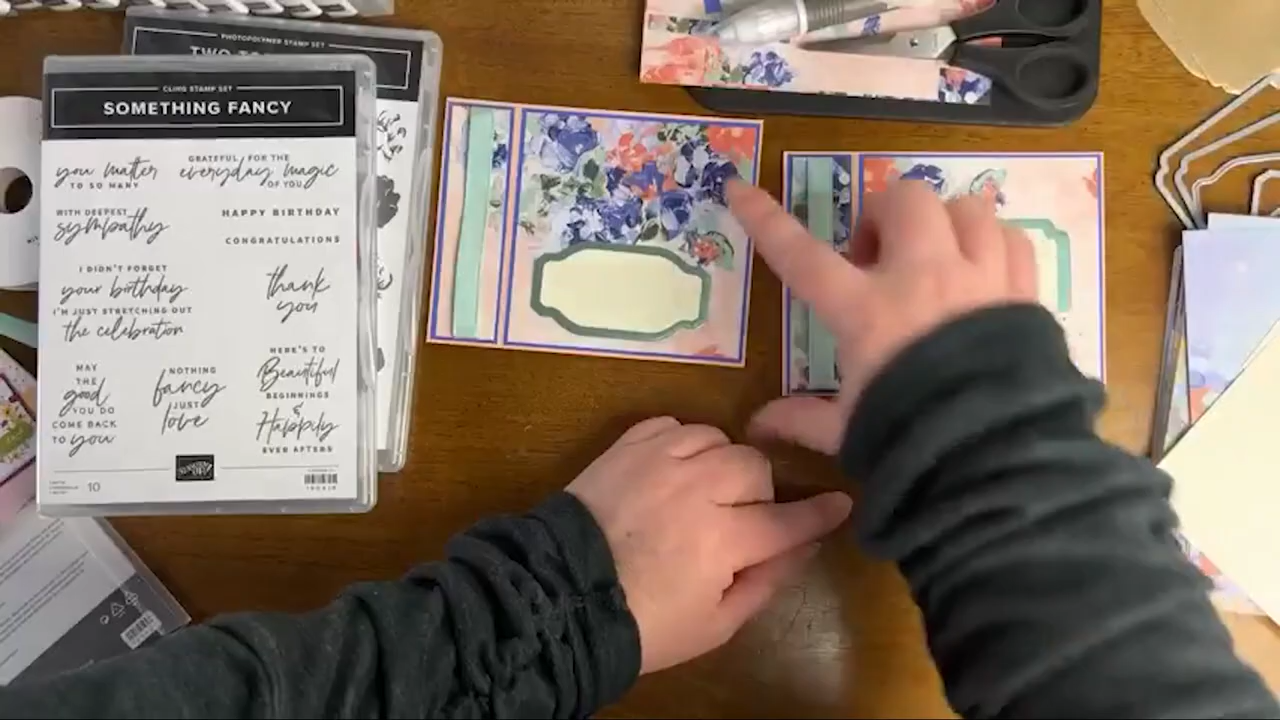 PHOTOPOLYMER STAMP SET
CLING STAMP SET
SOMETHING FANCY
you matter
TO SO MANY
GRATEFUL FOR THE
everyday magic
OF YOU
WITH DEEPEST
sympathy
HAPPY BIRTHDAY
CONGRATULATIONS
I DIDN'T FORGET
your birthday
I'M JUST STRETCHING OUT
the celebration
thank
you
MAY
THE
good
YOU DO
COME BACK
TO you
NOTHING
fancy
JUST
love
HERE'S TO
Beautiful
BEGINNINGS
&
Happily
EVER AFTERS
10